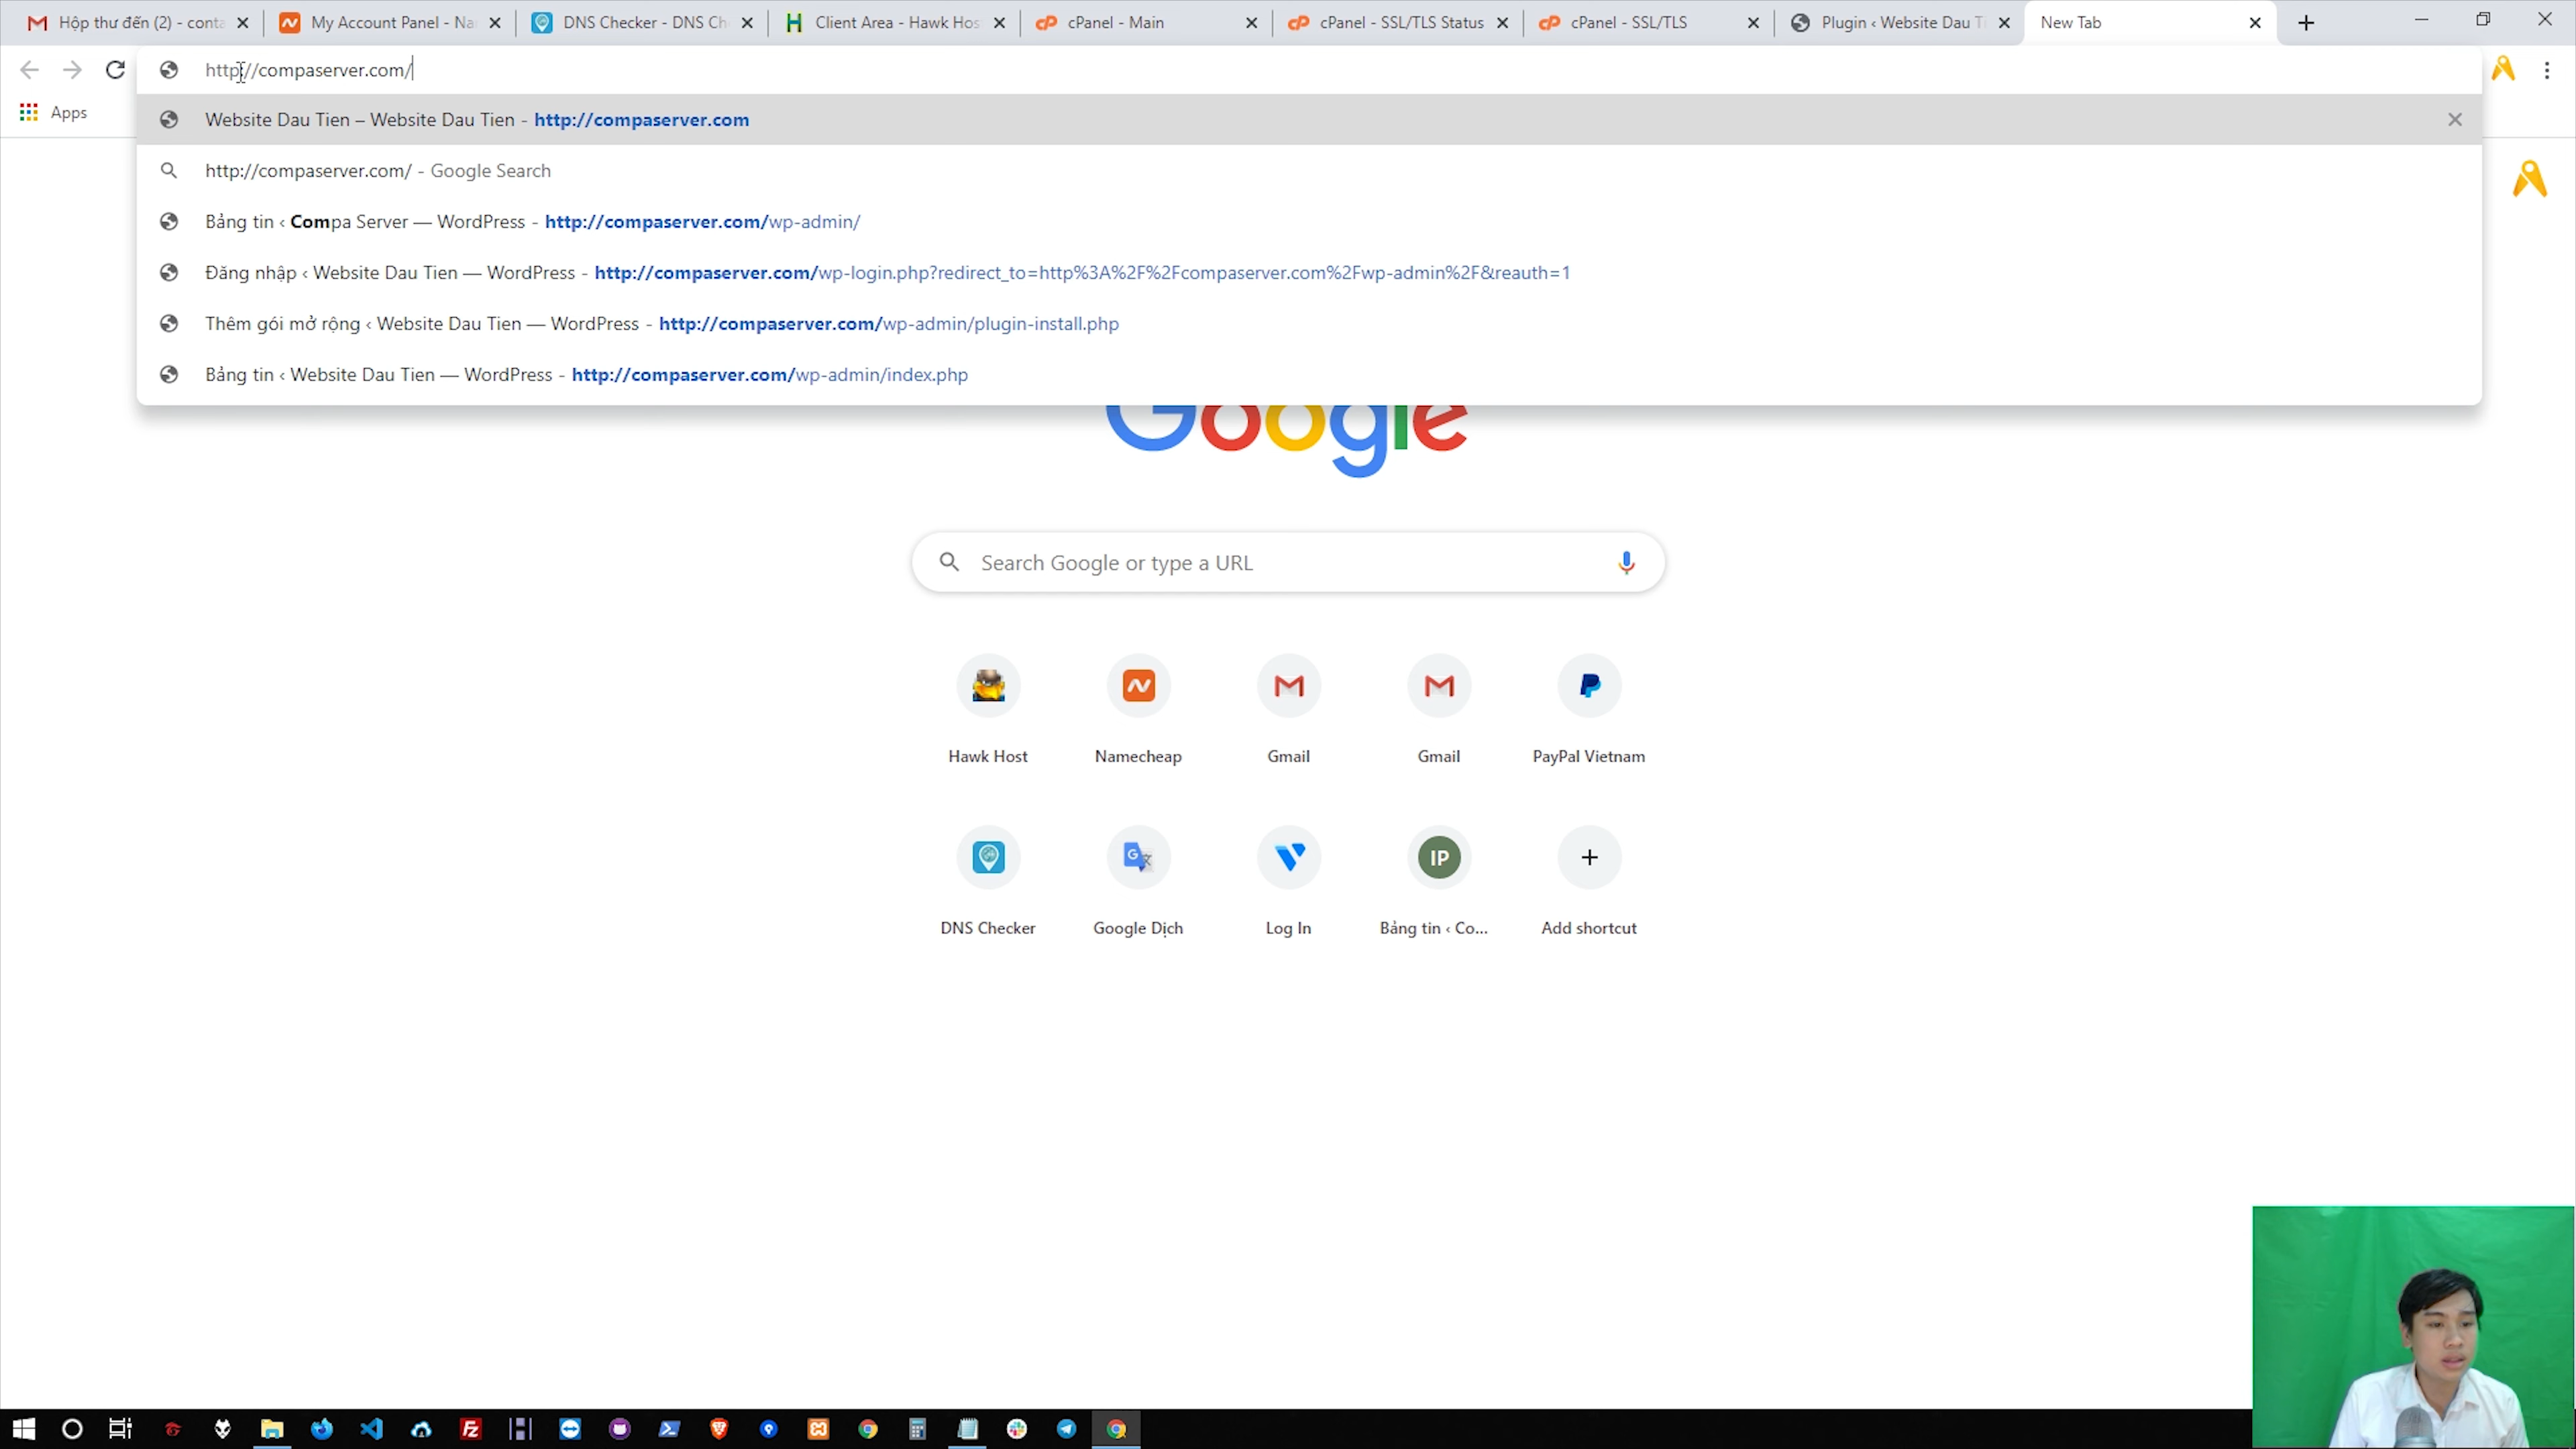 Hộp thư đến (2) - conta
My Account Panel - Na
DNS Checker - DNS Ch
Client Area - Hawk Hos
cPanel - Main
cPanel - SSL/TLS Status
cPanel - SSL/TLS
Plugin ‹ Website Dau Ti
New Tab
http://compaserver.com/
Apps
Website Dau Tien – Website Dau Tien - http://compaserver.com
http://compaserver.com/ - Google Search
Bảng tin ‹ Compa Server — WordPress - http://compaserver.com/wp-admin/
Đăng nhập ‹ Website Dau Tien — WordPress - http://compaserver.com/wp-login.php?redirect_to=http%3A%2F%2Fcompaserver.com%2Fwp-admin%2F&reauth=1
Thêm gói mở rộng ‹ Website Dau Tien — WordPress - http://compaserver.com/wp-admin/plugin-install.php
Bảng tin ‹ Website Dau Tien — WordPress - http://compaserver.com/wp-admin/index.php
Google
Search Google or type a URL
Hawk Host
Namecheap
Gmail
Gmail
PayPal Vietnam
IP
DNS Checker
Google Dịch
Log In
Bảng tin ‹ Co...
Add shortcut